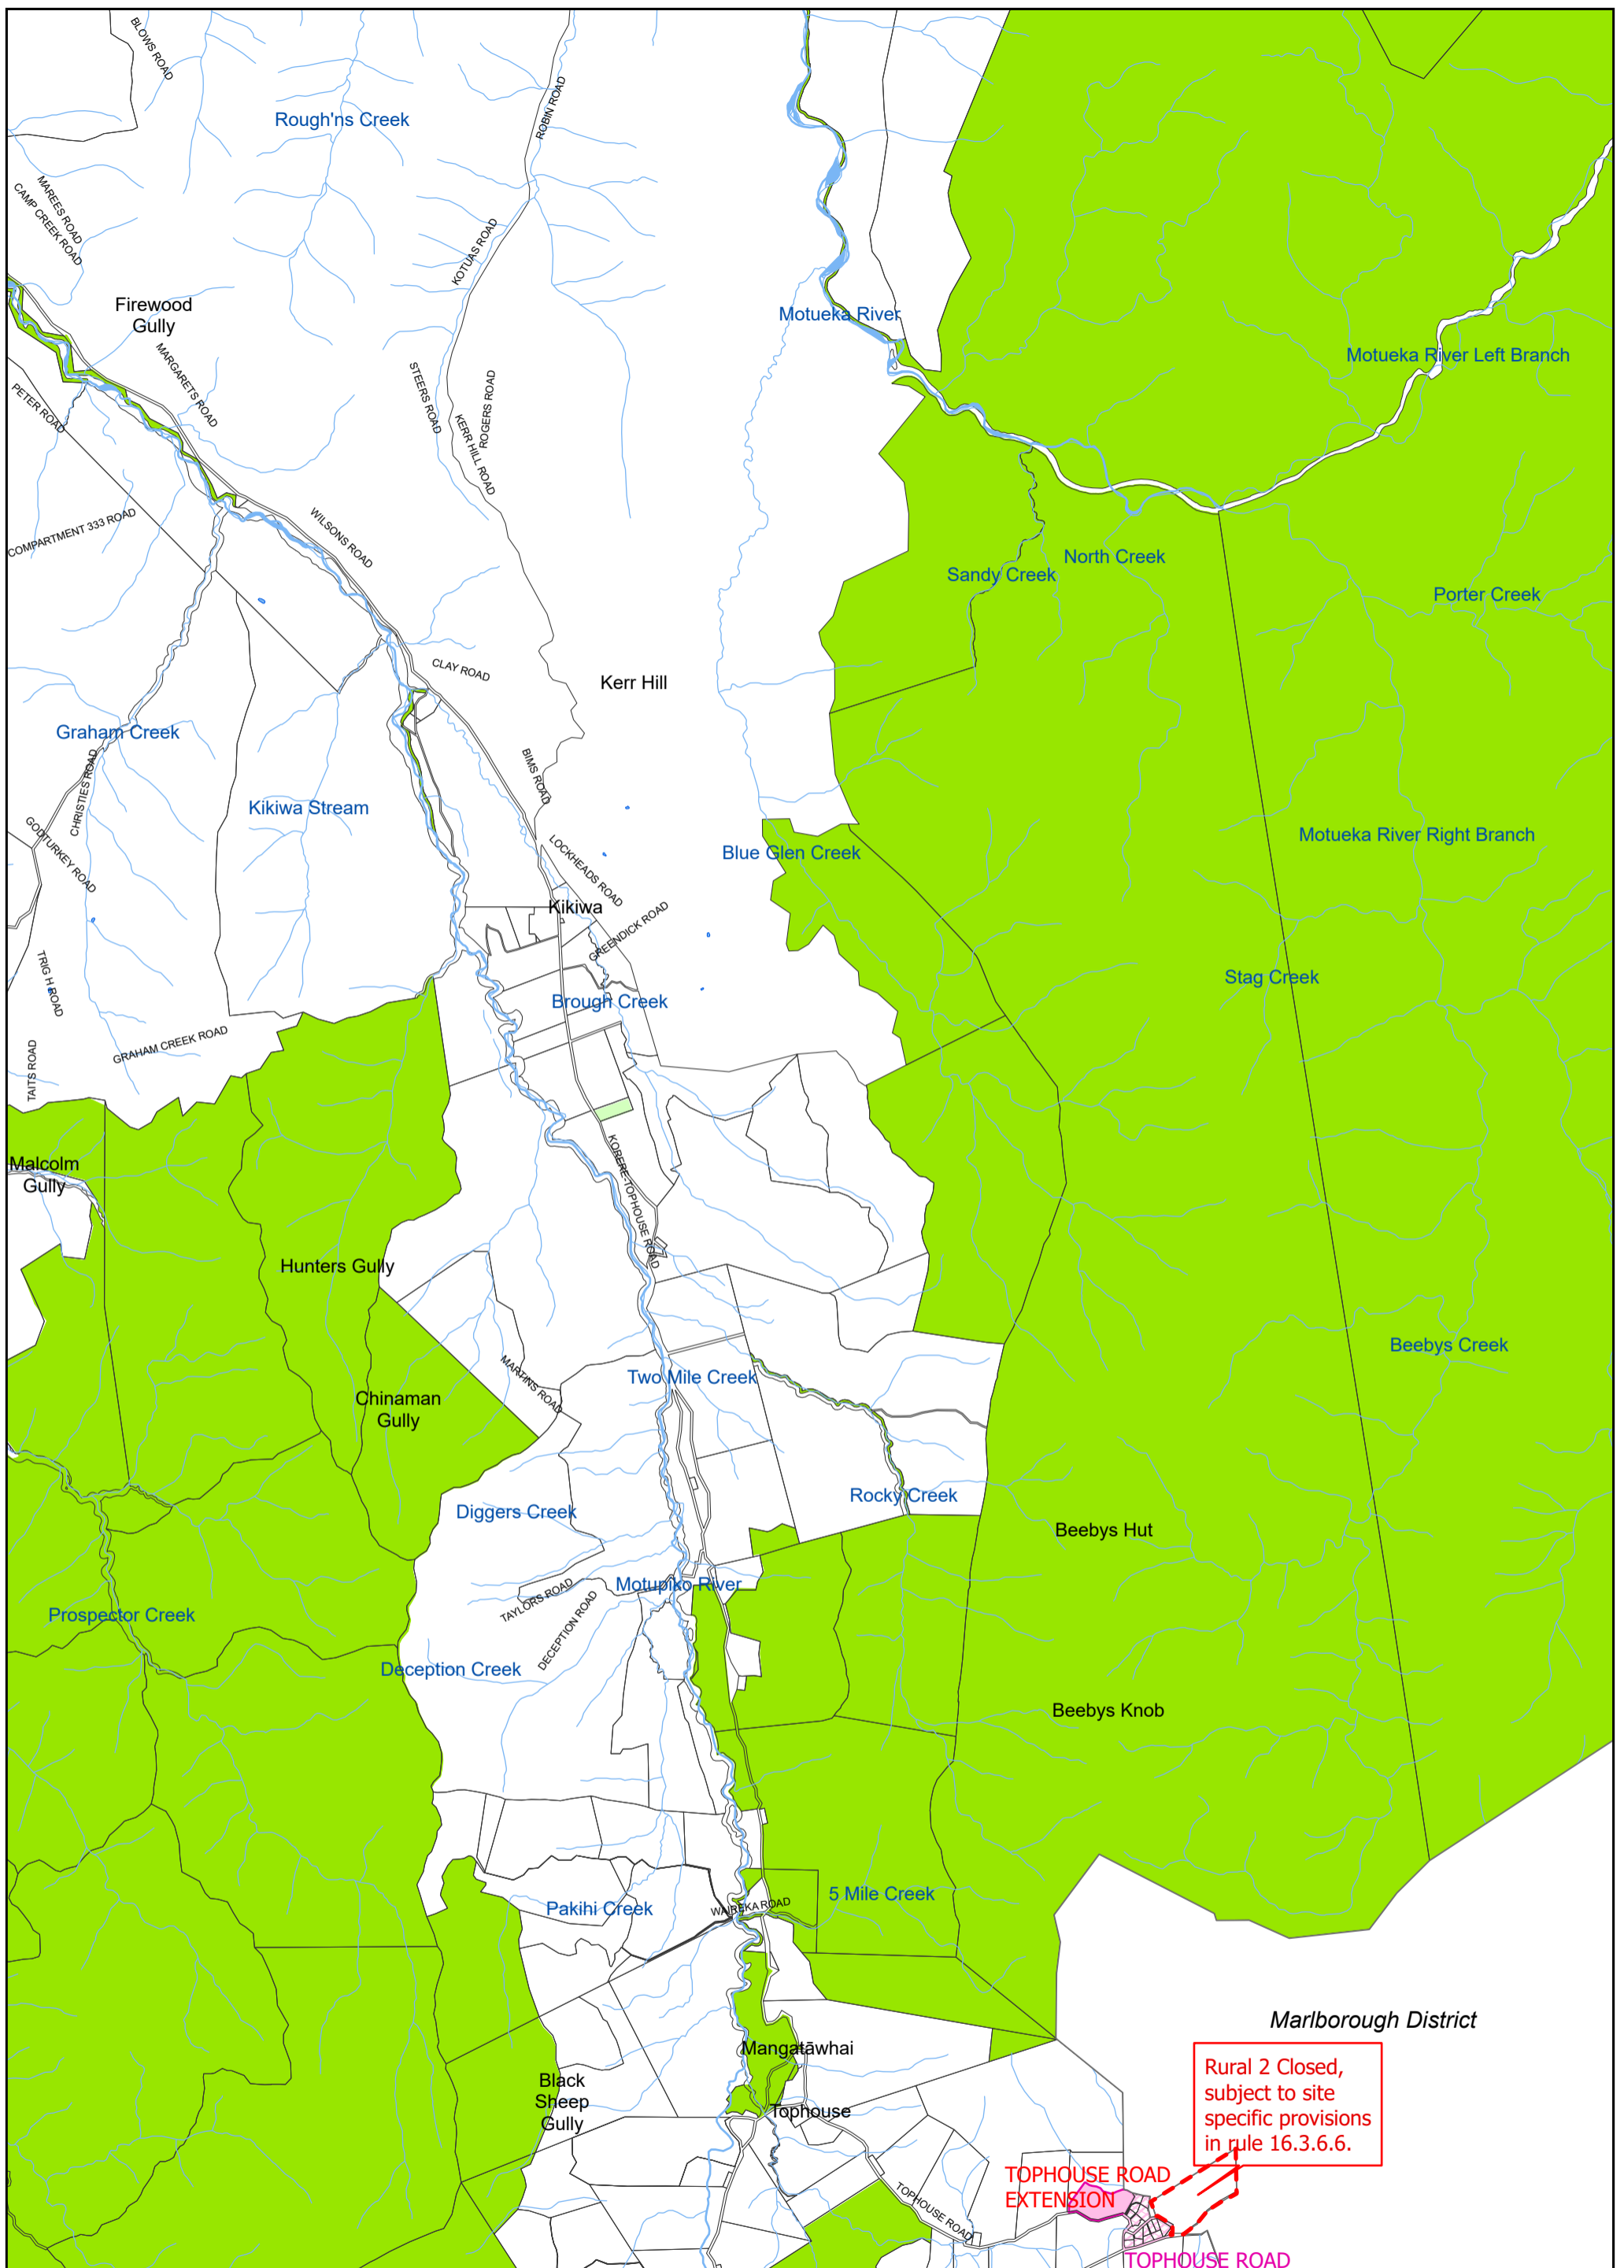 BLOWS ROAD
Rough'ns Creek
ROBIN ROAD
MAREES ROAD
CAMP CREEK ROAD
KOTUAS ROAD
Firewood
Gully
Motueka River
Motueka River Left Branch
MARGARETS ROAD
PETER ROAD
STEERS ROAD
ROGERS ROAD
KERR HILL ROAD
COMPARTMENT 333 ROAD
WILSONS ROAD
North Creek
Sandy Creek
Porter Creek
CLAY ROAD
Kerr Hill
Graham Creek
CHRISTIES ROAD
BIMS ROAD
Kikiwa Stream
GODTURKEY ROAD
LOCKHEADS ROAD
Blue Glen Creek
Motueka River Right Branch
Kikiwa
GREENDICK ROAD
TRIG H ROAD
Brough Creek
Stag Creek
GRAHAM CREEK ROAD
TAITS ROAD
Malcolm
Gully
KORERE-TOPHOUSE ROAD
Hunters Gully
Beebys Creek
MARTINS ROAD
Two Mile Creek
Chinaman
Gully
Rocky Creek
Diggers Creek
Beebys Hut
Motupiko River
TAYLORS ROAD
DECEPTION ROAD
Prospector Creek
Deception Creek
Beebys Knob
5 Mile Creek
Pakihi Creek
WAIREKA ROAD
Marlborough District
Mangatāwhai
Rural 2 Closed,
subject to site
specific provisions
in rule 16.3.6.6.
Black
Sheep
Gully
Tophouse
TOPHOUSE ROAD
EXTENSION
TOPHOUSE ROAD
TOPHOUSE ROAD